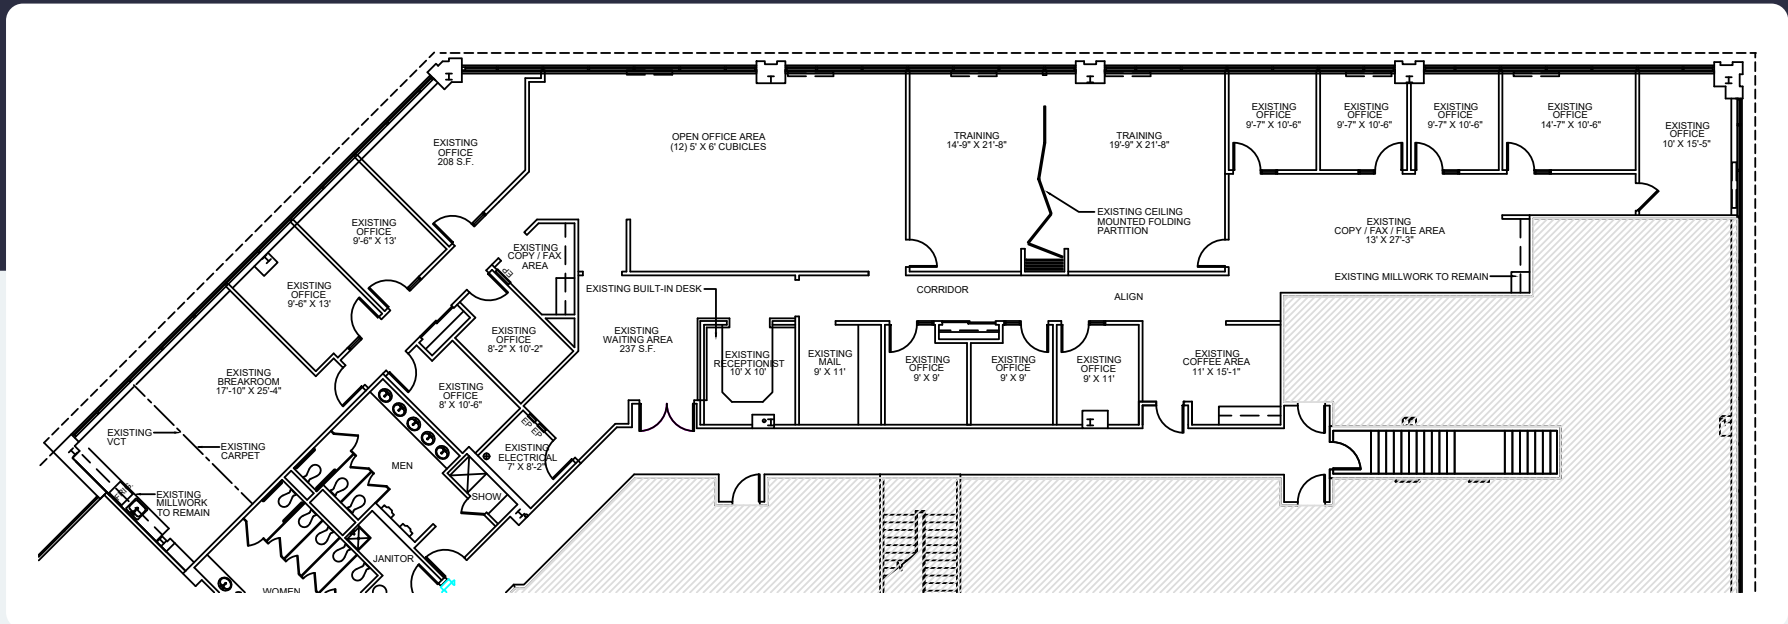 EXISTING
OFFICE
208 S.F.
OPEN OFFICE AREA
(12) 5' X 6' CUBICLES
TRAINING
14'-9" X 21'-8"
TRAINING
19'-9" X 21'-8"
EXISTING
OFFICE
9'-7" X 10'-6"
EXISTING
OFFICE
9'-7" X 10'-6"
EXISTING
OFFICE
9'-7" X 10'-6"
EXISTING
OFFICE
14'-7" X 10'-6"
EXISTING
OFFICE
10' X 15'-5"
EXISTING
OFFICE
9'-6" X 13'
EXISTING CEILING
MOUNTED FOLDING
PARTITION
EXISTING
COPY / FAX / FILE AREA
13' X 27'-3"
EXISTING
COPY / FAX
AREA
EP
EXISTING
OFFICE
9'-6" X 13'
EXISTING BUILT-IN DESK
CORRIDOR
ALIGN
EXISTING MILLWORK TO REMAIN
EXISTING
OFFICE
8'-2" X 10'-2"
EXISTING
WAITING AREA
237 S.F.
EXISTING
RECEPTIONIST
10' X 10'
EXISTING
MAIL
9' X 11'
EXISTING
OFFICE
9' X 9'
EXISTING
OFFICE
9' X 9'
EXISTING
OFFICE
9' X 11'
EXISTING
COFFEE AREA
11' X 15'-1"
EXISTING
BREAKROOM
17'-10" X 25'-4"
EXISTING
OFFICE
8' X 10'-6"
EP EP
EXISTING
VCT
EXISTING
CARPET
EXISTING
ELECTRICAL
7' X 8'-2"
MEN
SHOW
EXISTING
MILLWORK
TO REMAIN
JANITOR
WOMEN